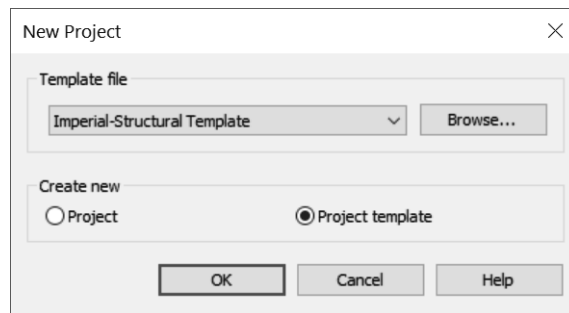 New Project
Template file
Imperial-Structural Template
Browse...
Create new
Project
Project template
OK
Cancel
Help